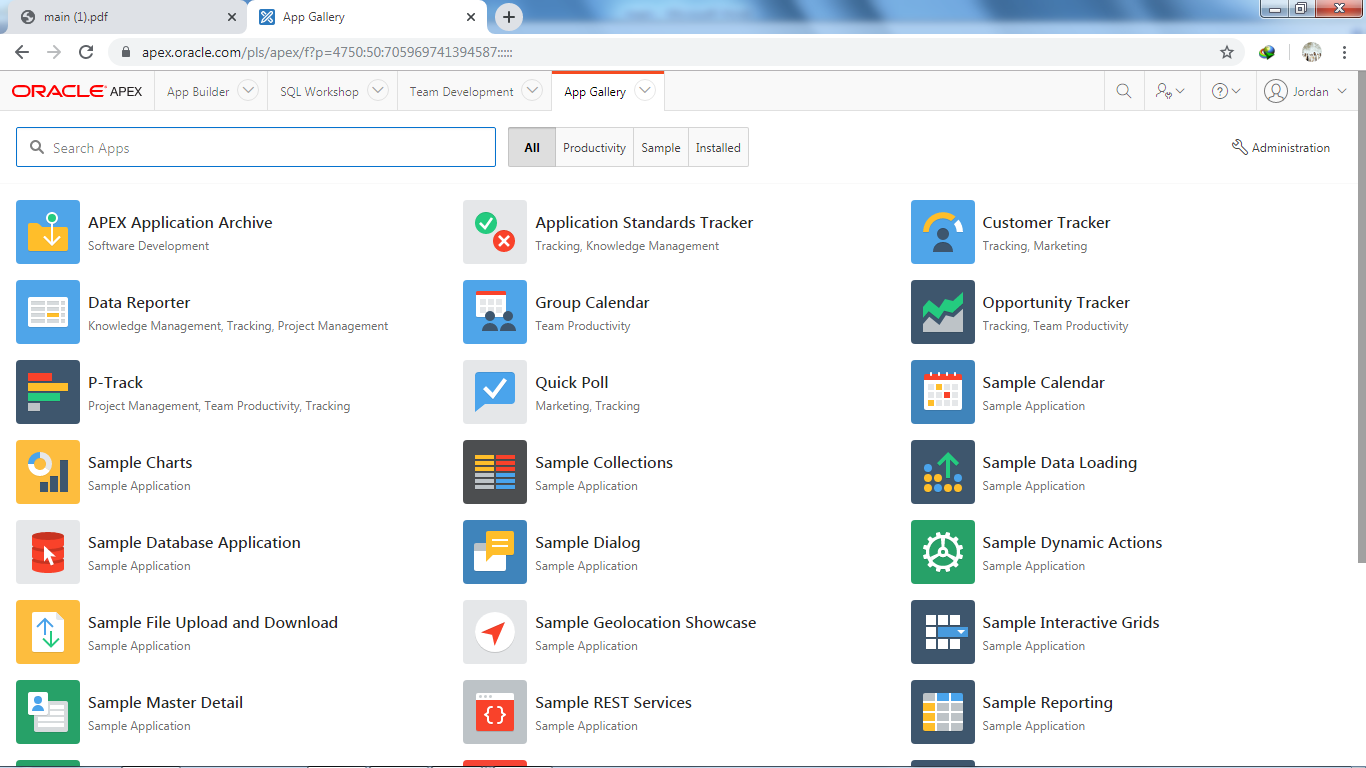 main (1).pdf
App Gallery
apex.oracle.com/pls/apex/f?p=4750:50:705969741394587:::::
ORACLE APEX App Builder SQL Workshop Team Development App Gallery Jordan
Search Apps All Productivity Sample Installed Administration
APEX Application Archive
Software Development
Application Standards Tracker
Tracking, Knowledge Management
Customer Tracker
Tracking, Marketing
Data Reporter
Knowledge Management, Tracking, Project Management
Group Calendar
Team Productivity
Opportunity Tracker
Tracking, Team Productivity
P-Track
Project Management, Team Productivity, Tracking
Quick Poll
Marketing, Tracking
Sample Calendar
Sample Application
Sample Charts
Sample Application
Sample Collections
Sample Application
Sample Data Loading
Sample Application
Sample Database Application
Sample Application
Sample Dialog
Sample Application
Sample Dynamic Actions
Sample Application
Sample File Upload and Download
Sample Application
Sample Geolocation Showcase
Sample Application
Sample Interactive Grids
Sample Application
Sample Master Detail
Sample Application
Sample REST Services
Sample Application
Sample Reporting
Sample Application